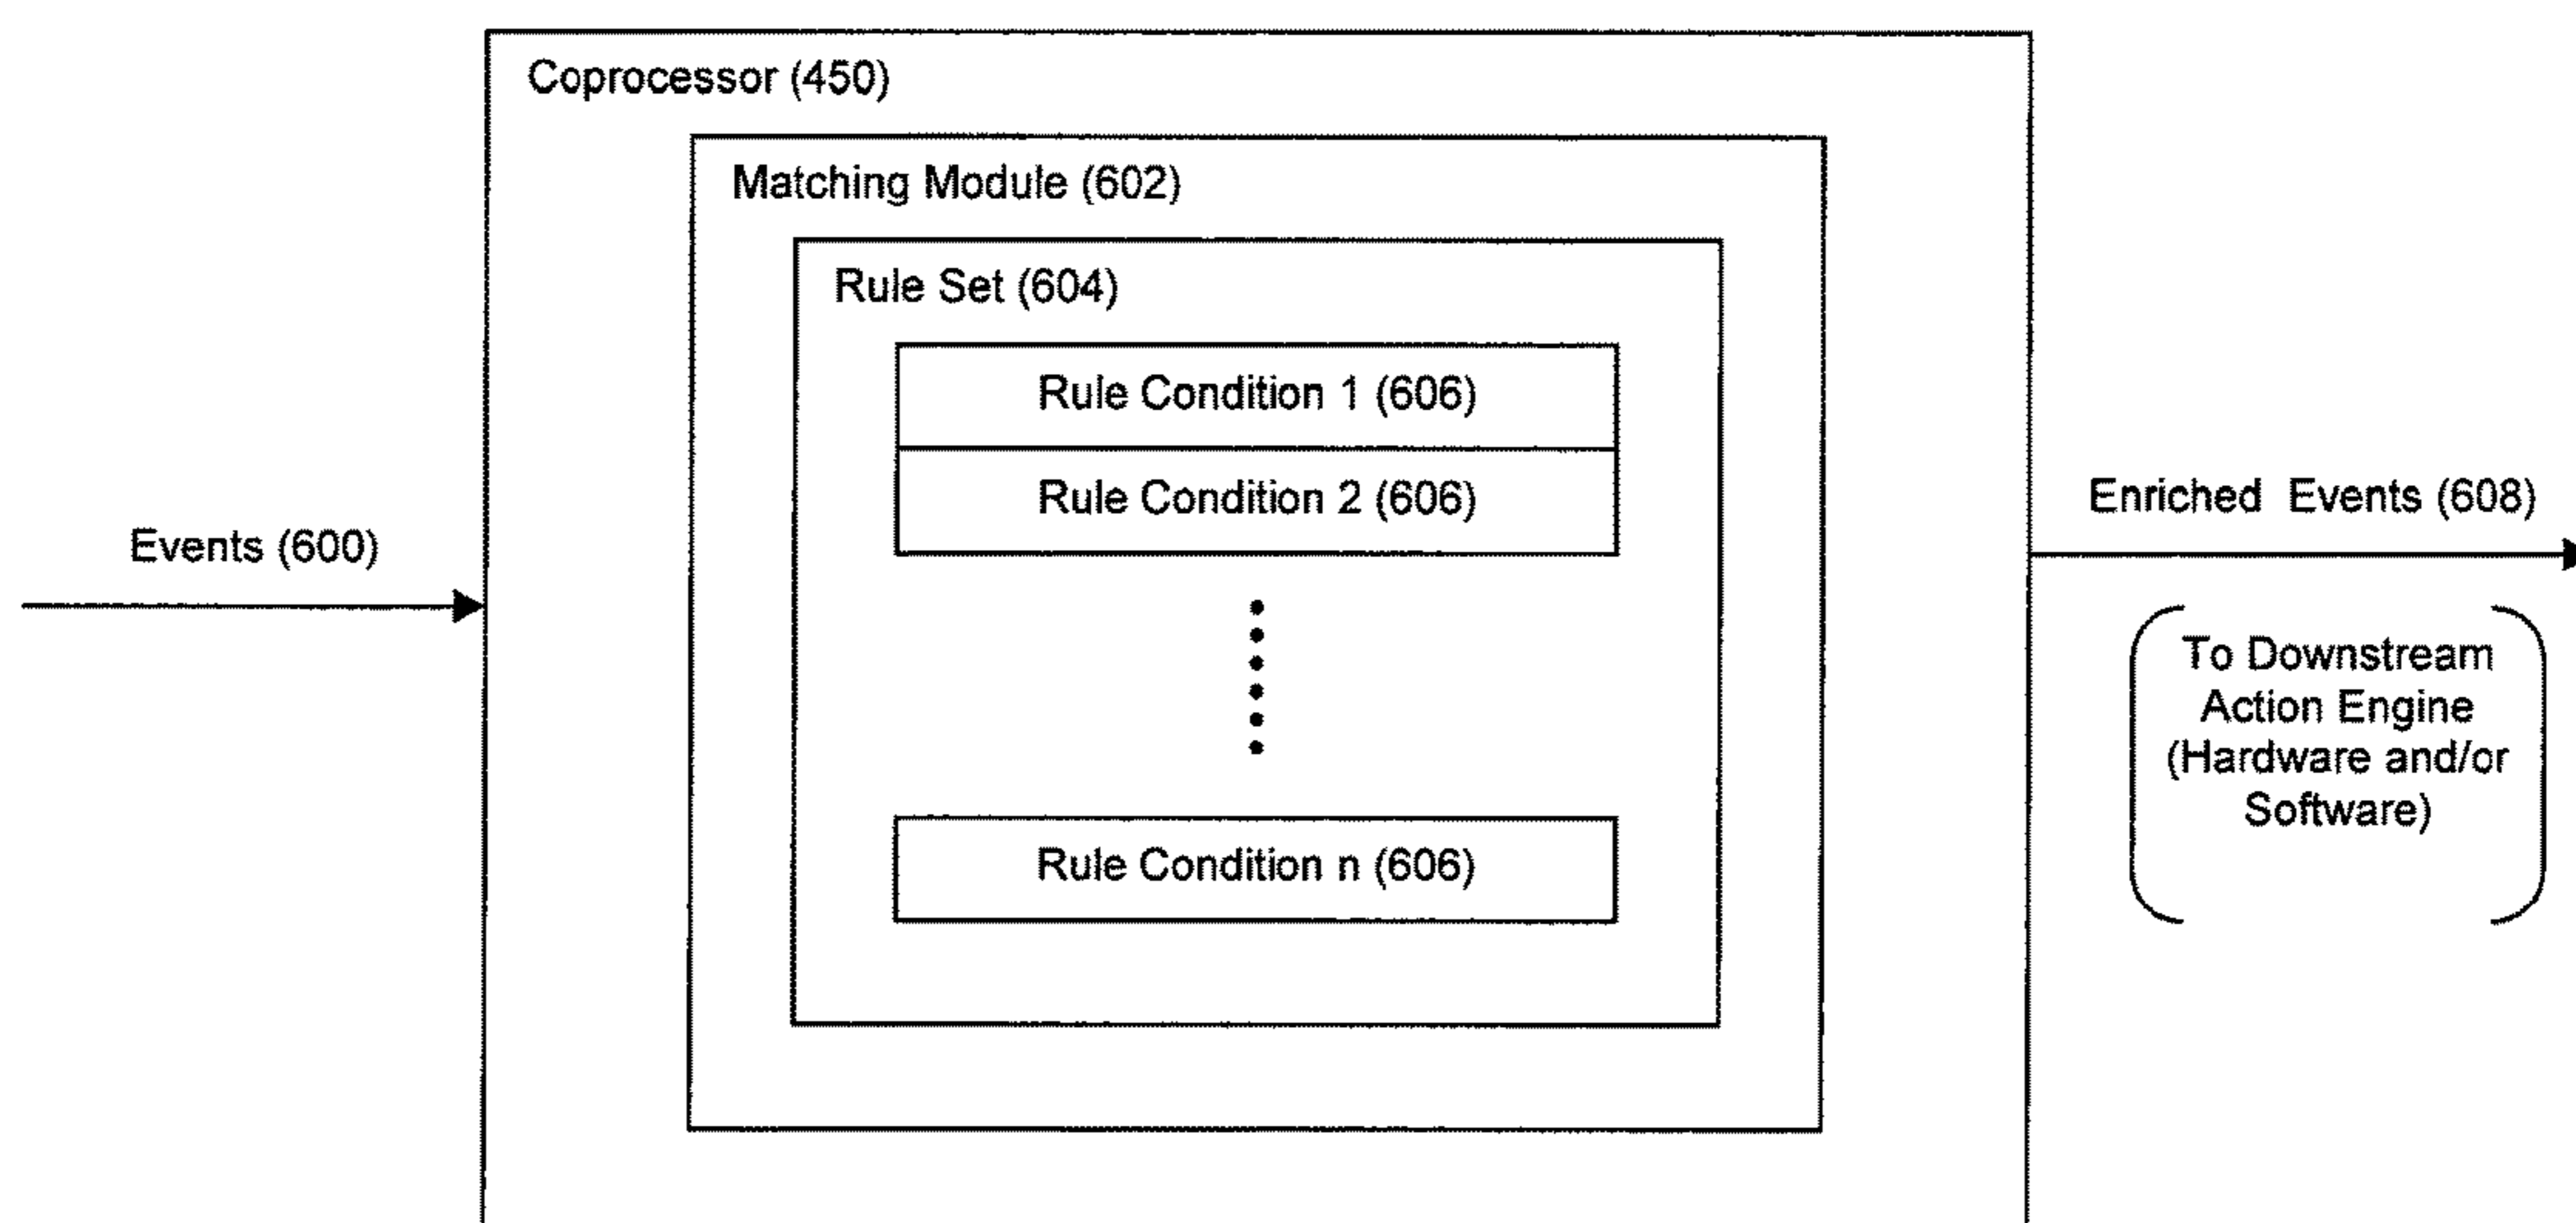 Coprocessor (450)
Matching Module (602)
Rule Set (604)
Rule Condition 1 (606)
Rule Condition 2 (606)
Rule Condition n (606)
Events (600)
Enriched Events (608)
To Downstream
Action Engine
(Hardware and/or
Software)